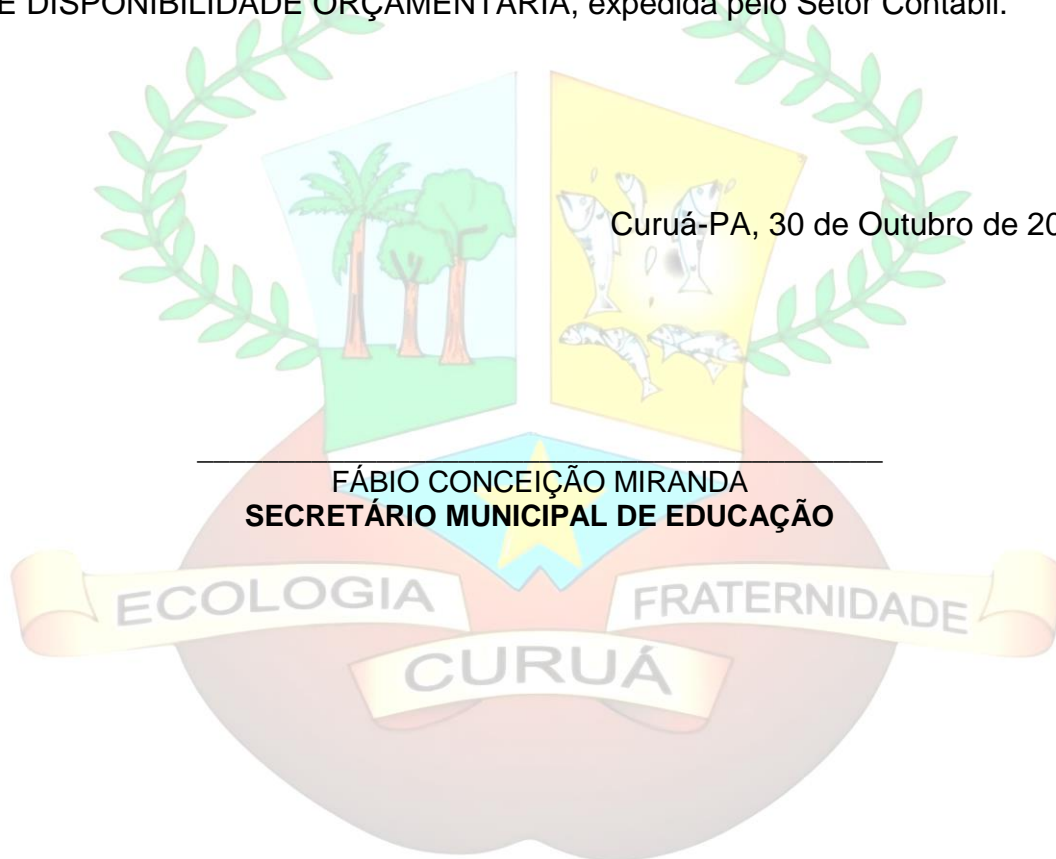 E DISPONIBILIDADE ORÇAMENTÁRIA, expedida pelo Setor Contábil.
Curuá-PA, 30 de Outubro de 20
FÁBIO CONCEIÇÃO MIRANDA
SECRETÁRIO MUNICIPAL DE EDUCAÇÃO
ECOLOGIA FRATERNIDADE
CURUÁ